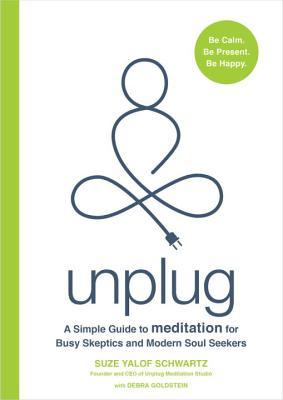 Be Calm.
Be Present.
Be Happy.
unplug
A Simple Guide to meditation for
Busy Skeptics and Modern Soul Seekers
SUZE YALOF SCHWARTZ
Founder and CEO of Unplug Meditation Studio
with DEBRA GOLDSTEIN